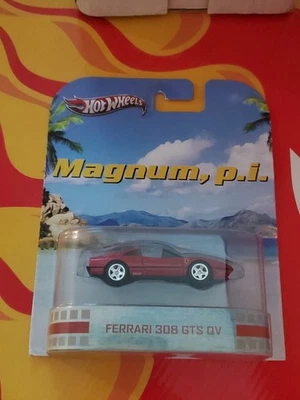 Hot Wheels
Magnum, p.i.
FERRARI 308 GTS QV